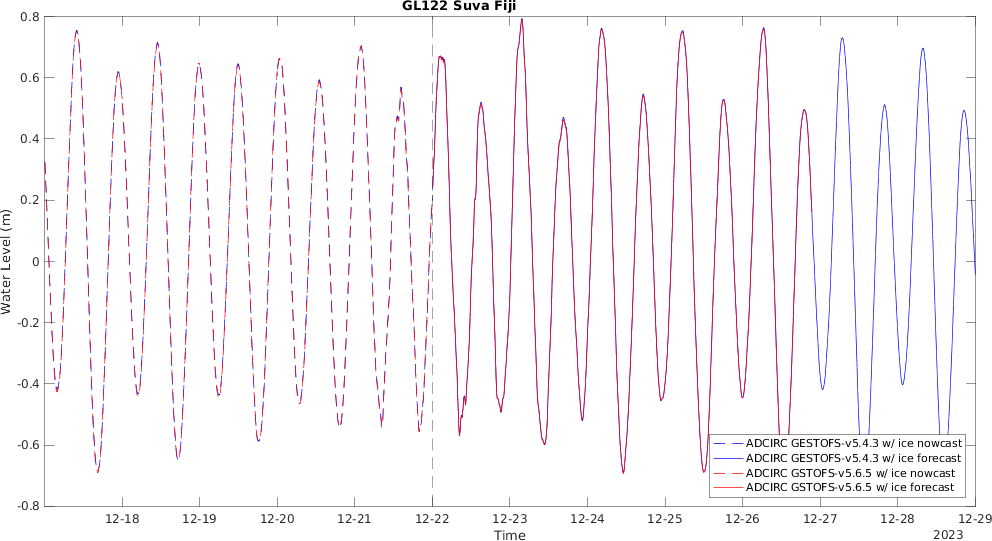 GL122 Suva Fiji
0.8
0.6
0.4
0.2
0
-0.2
-0.4
-0.6
-0.8
Water Level (m)
ADCIRC GESTOFS-v5.4.3 w/ ice nowcast
ADCIRC GESTOFS-v5.4.3 w/ ice forecast
ADCIRC GSTOFS-v5.6.5 w/ ice nowcast
ADCIRC GSTOFS-v5.6.5 w/ ice forecast
12-18 12-19 12-20 12-21 12-22 12-23 12-24 12-25 12-26 12-27 12-28 12-29
Time
2023